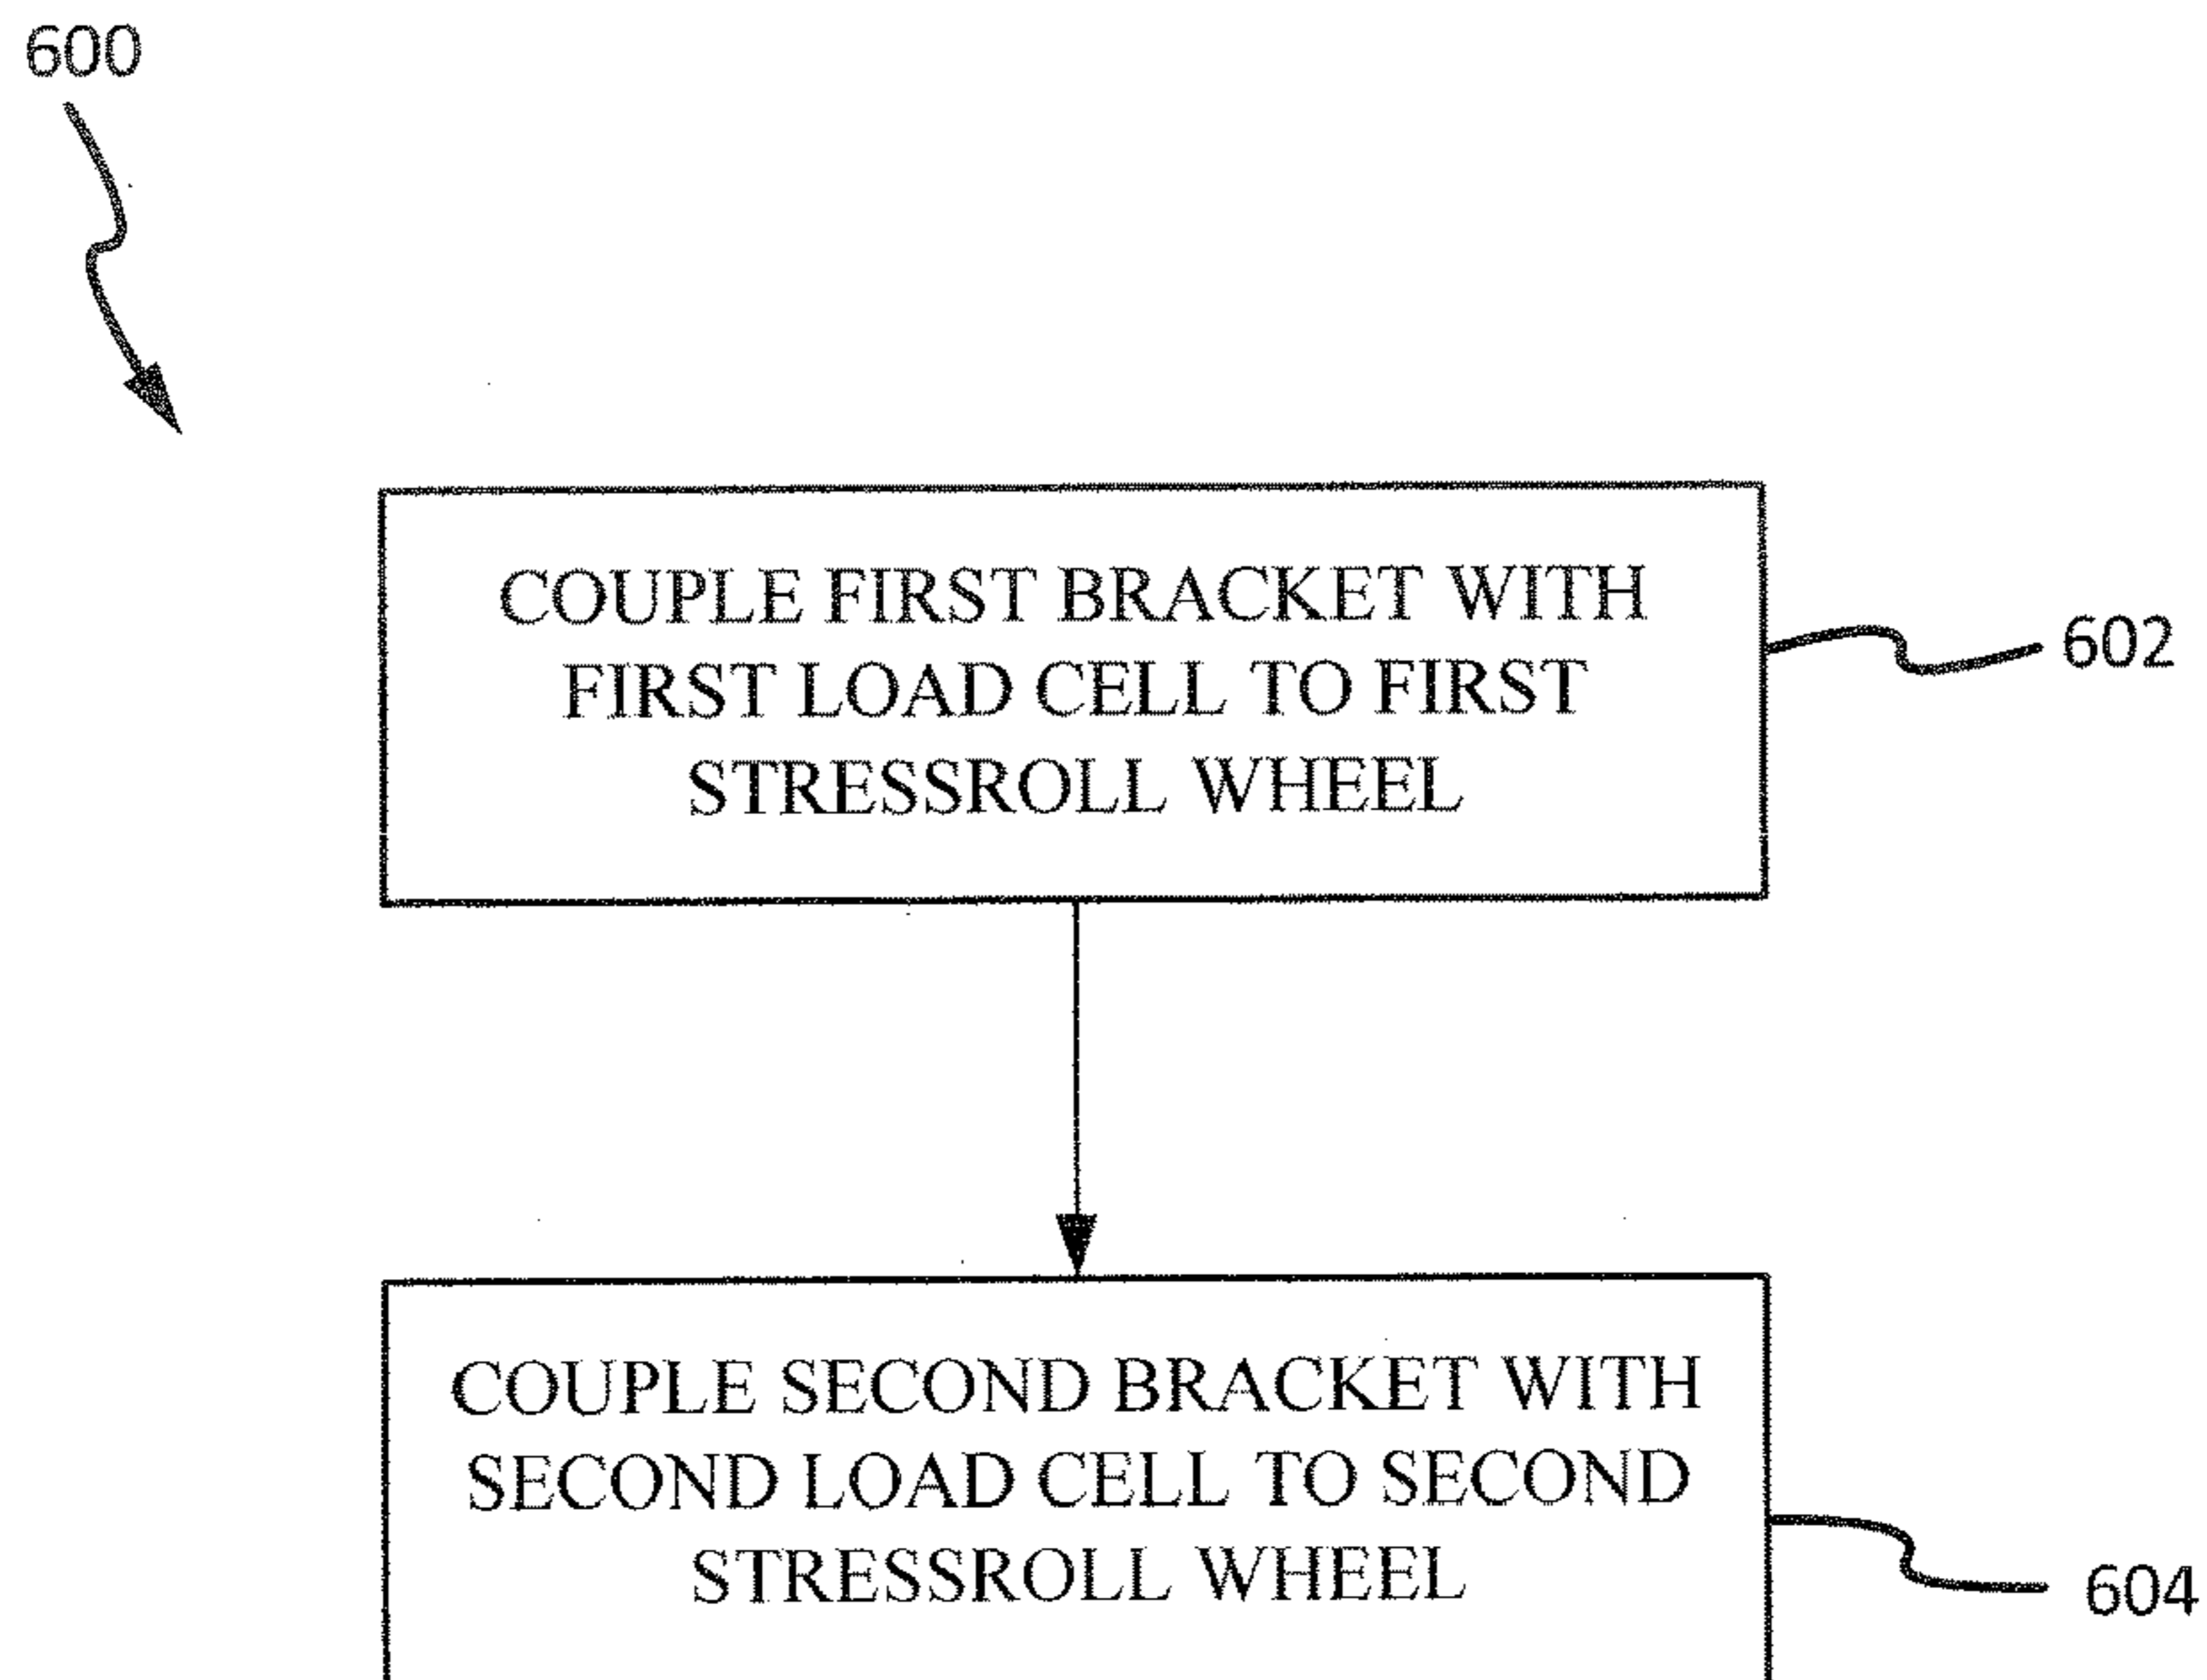 600
COUPLE FIRST BRACKET WITH
FIRST LOAD CELL TO FIRST
STRESSROLL WHEEL
602
COUPLE SECOND BRACKET WITH
SECOND LOAD CELL TO SECOND
STRESSROLL WHEEL
604